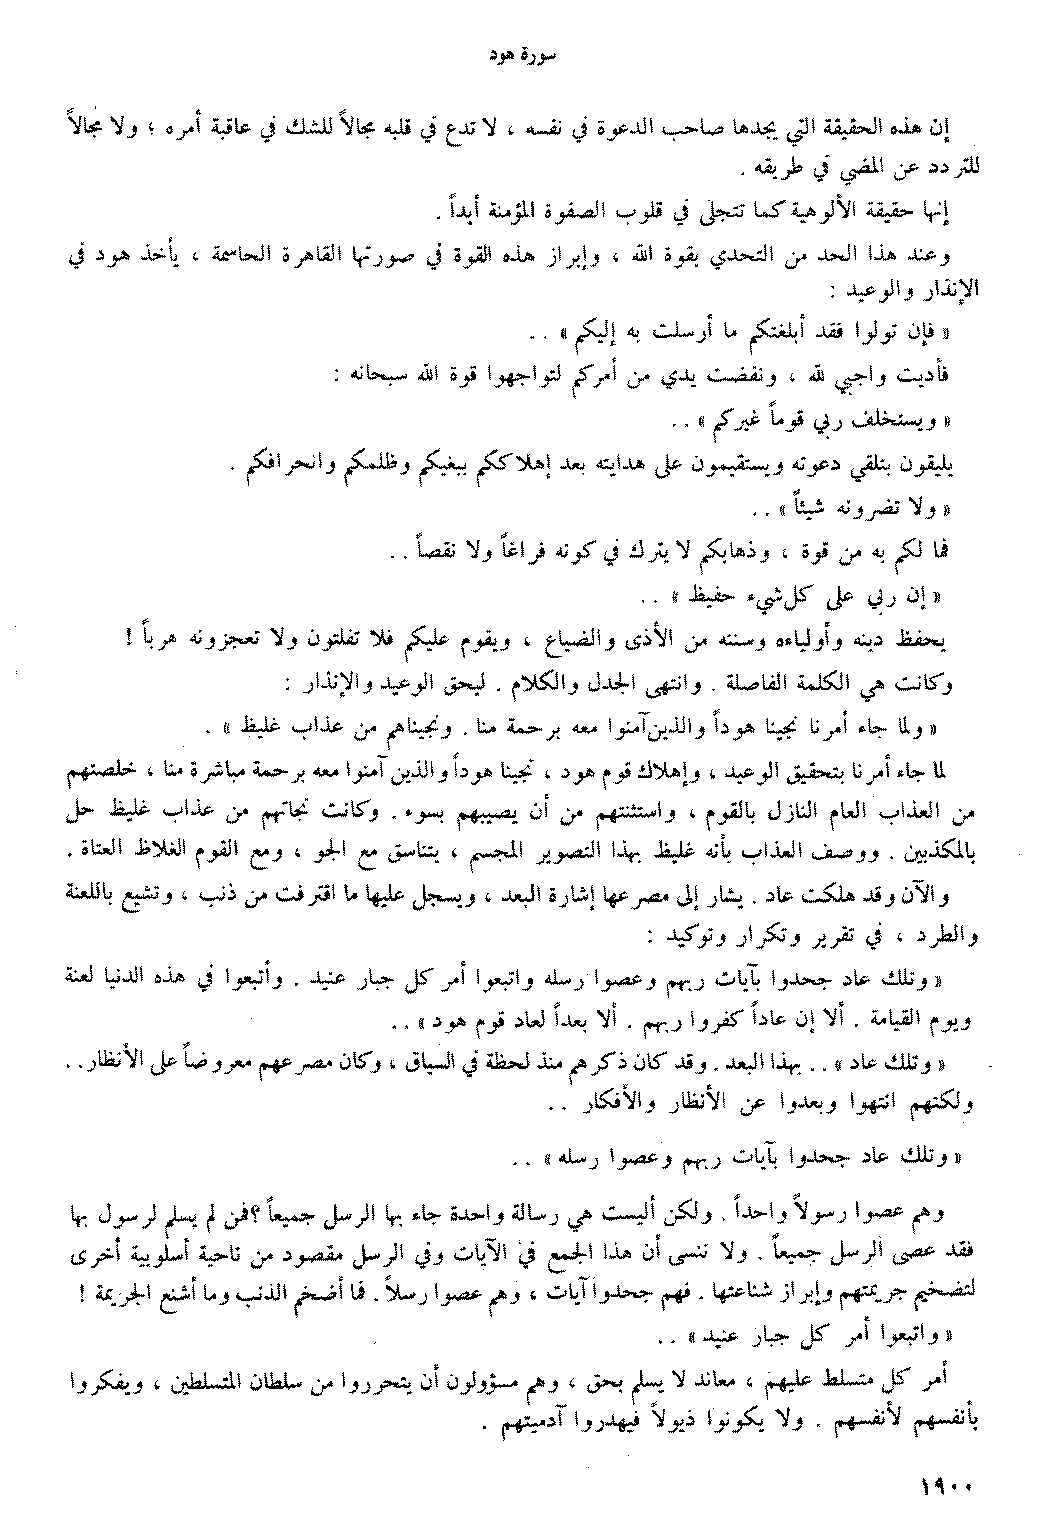 سورة هود
إن هذه الحقيقة التي يجدها صاحب الدعوة في نفسه ، لا تدع في قلبه مجالاً للشك في عاقبة أمره ؛ ولا مجالاً
للتردد عن المضي في طريقه .
إنها حقيقة الألوهية كما تتجلى في قلوب الصفوة المؤمنة أبداً .
وعند هذا الحد من التحدي بقوة الله ، وإبراز هذه القوة في صورتها القاهرة الحاسمة ، يأخذ هود في
الإنذار والوعيد :
« فإن تولوا فقد أبلغتكم ما أرسلت به إليكم » . .
فأديت واجبي لله ، ونفضت يدي من أمركم لتواجهوا قوة الله سبحانه :
« ويستخلف ربي قوماً غيركم » . .
يليقون بتلقي دعوته ويستقيمون على هدايته بعد إهلاككم ببغيكم وظلمكم وانحرافكم .
« ولا تضرونه شيئاً » . .
فما لكم به من قوة ، وذهابكم لا يترك في كونه فراغاً ولا نقصاً . .
« إن ربي على كل شيء حفيظ » . .
يحفظ دينه وأولياءه وسننه من الأذى والضياع ، ويقوم عليكم فلا تفلتون ولا تعجزونه هرباً !
وكانت هي الكلمة الفاصلة . وانتهى الجدل والكلام . ليحق الوعيد والإنذار :
« ولما جاء أمرنا نجينا هوداً والذين آمنوا معه برحمة منا . ونجيناهم من عذاب غليظ » .
لما جاء أمرنا بتحقيق الوعيد ، وإهلاك قوم هود ، نجينا هوداً والذين آمنوا معه برحمة مباشرة منا ، خلصتهم
من العذاب العام النازل بالقوم ، واستثنتهم من أن يصيبهم بسوء . وكانت نجاتهم من عذاب غليظ حل
بالمكذبين . ووصف العذاب بأنه غليظ بهذا التصوير المجسم ، يتناسق مع الجو ، ومع القوم الغلاظ العتاة .
والآن وقد هلكت عاد . يشار إلى مصرعها إشارة البعد ، ويسجل عليها ما اقترفت من ذنب ، وتشيع باللعنة
والطرد ، في تقرير وتكرار وتوكيد :
« وتلك عاد جحدوا بآيات ربهم وعصوا رسله واتبعوا أمر كل جبار عنيد . وأتبعوا في هذه الدنيا لعنة
ويوم القيامة . ألا إن عاداً كفروا ربهم . ألا بعداً لعاد قوم هود » . .
« وتلك عاد » . . بهذا البعد . وقد كان ذكرهم منذ لحظة في السياق ، وكان مصرعهم معروضاً على الأنظار . .
ولكنهم انتهوا وبعدوا عن الأنظار والأفكار . .
« وتلك عاد جحدوا بآيات ربهم وعصوا رسله » . .
وهم عصوا رسولاً واحداً . ولكن أليست هي رسالة واحدة جاء بها الرسل جميعاً ؟ فمن لم يسلم لرسول بها
فقد عصى الرسل جميعاً . ولا ننسى أن هذا الجمع في الآيات وفي الرسل مقصود من ناحية أسلوبية أخرى
لتضخيم جريمتهم وإبراز شناعتها . فهم جحدوا آيات ، وهم عصوا رسلاً . فما أضخم الذنب وما أشنع الجريمة !
« واتبعوا أمر كل جبار عنيد » . .
أمر كل متسلط عليهم ، معاند لا يسلم بحق ، وهم مسؤولون أن يتحرروا من سلطان المتسلطين ، ويفكروا
بأنفسهم لأنفسهم . ولا يكونوا ذيولاً فيهدروا آدميتهم .
١٩٠٠